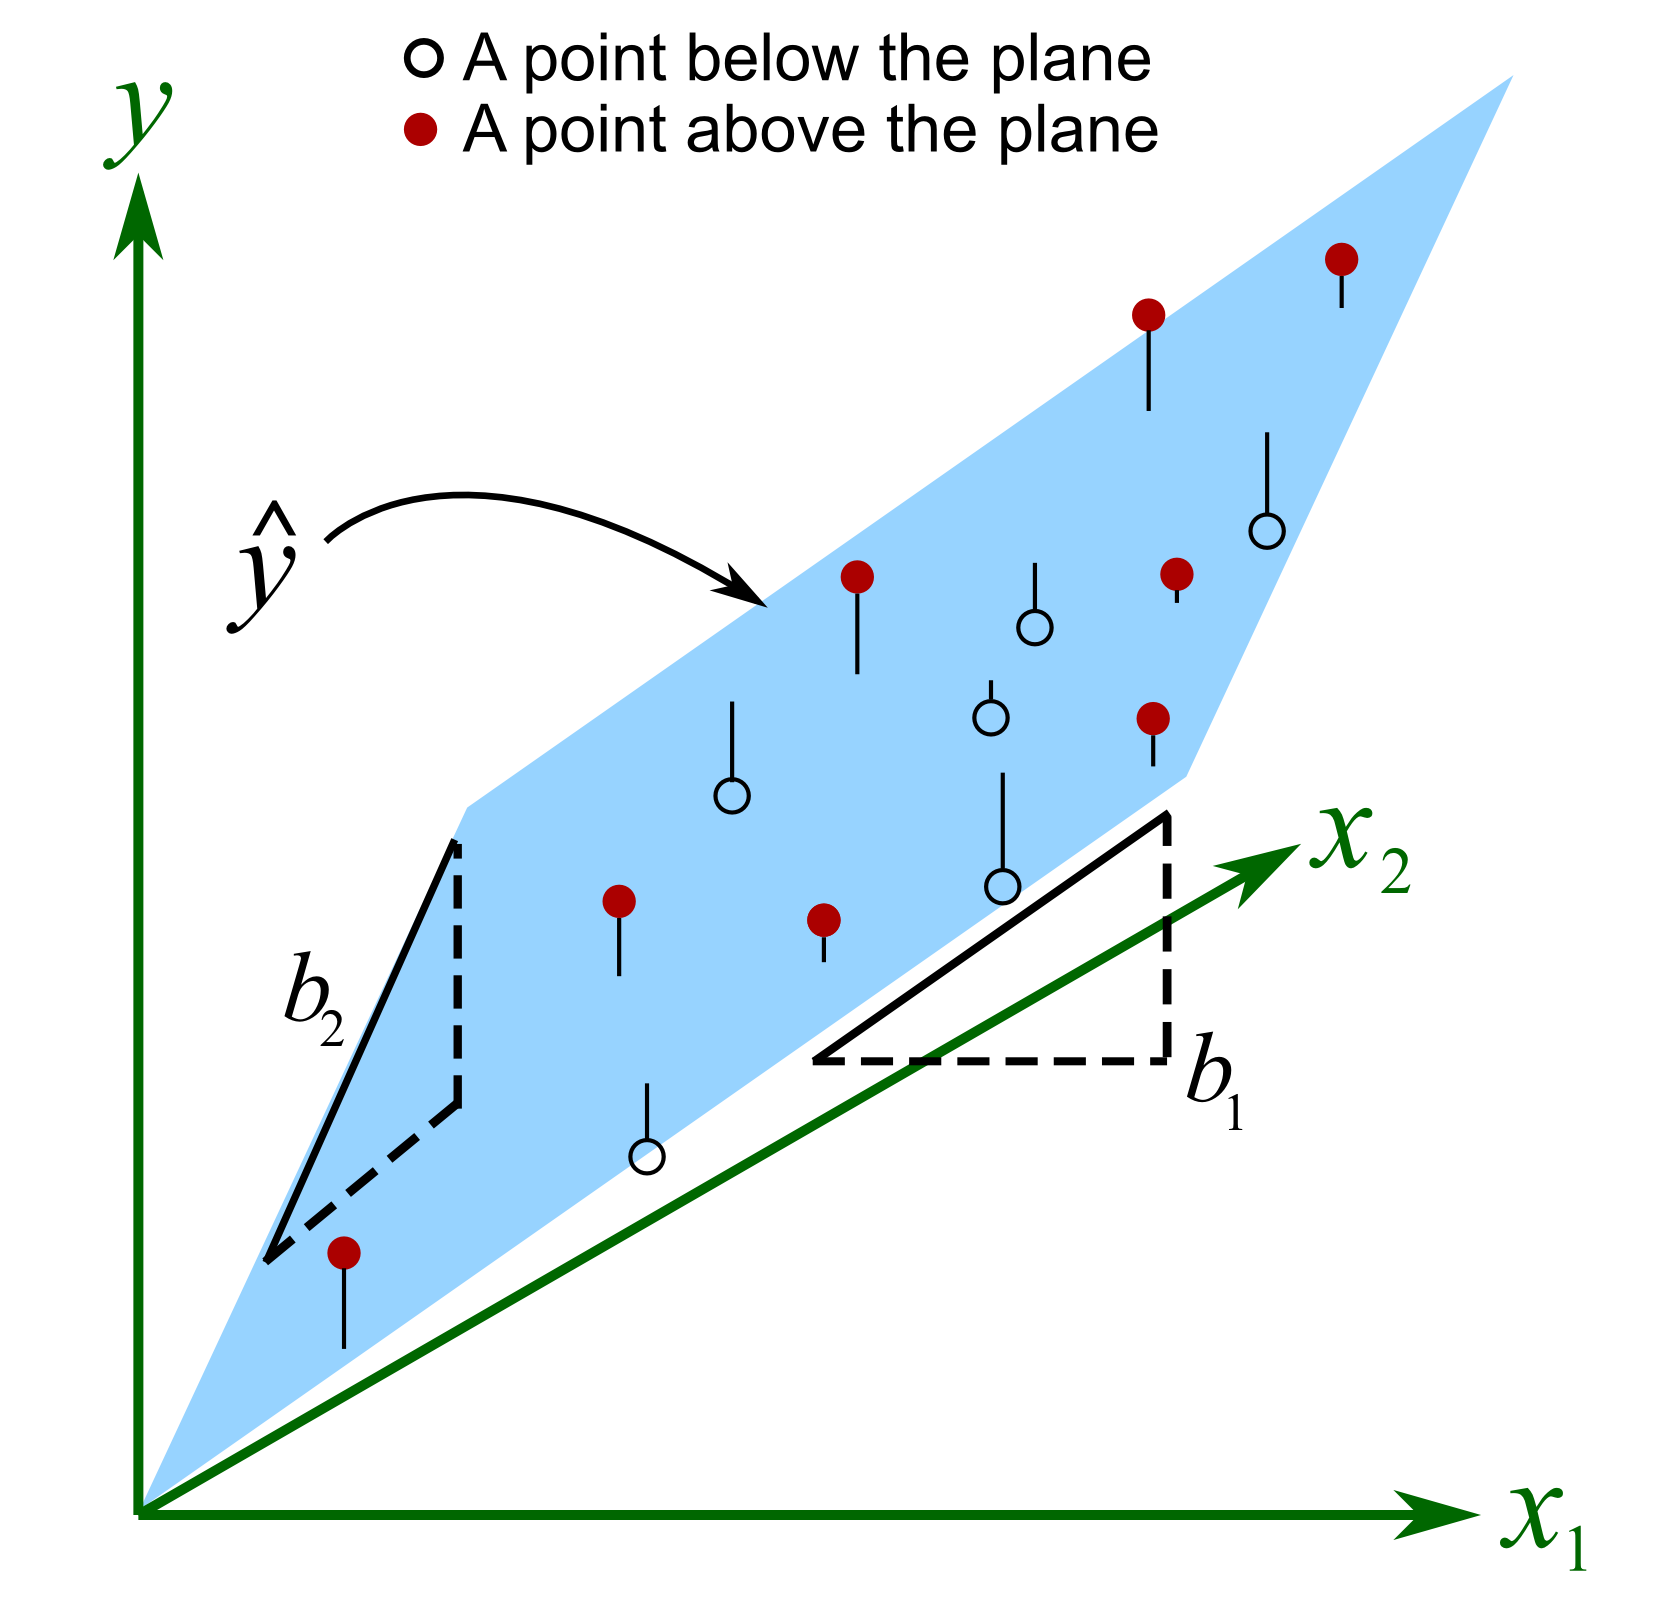 A point below the plane
A point above the plane
y
ŷ
x₂
b₂
b₁
x₁